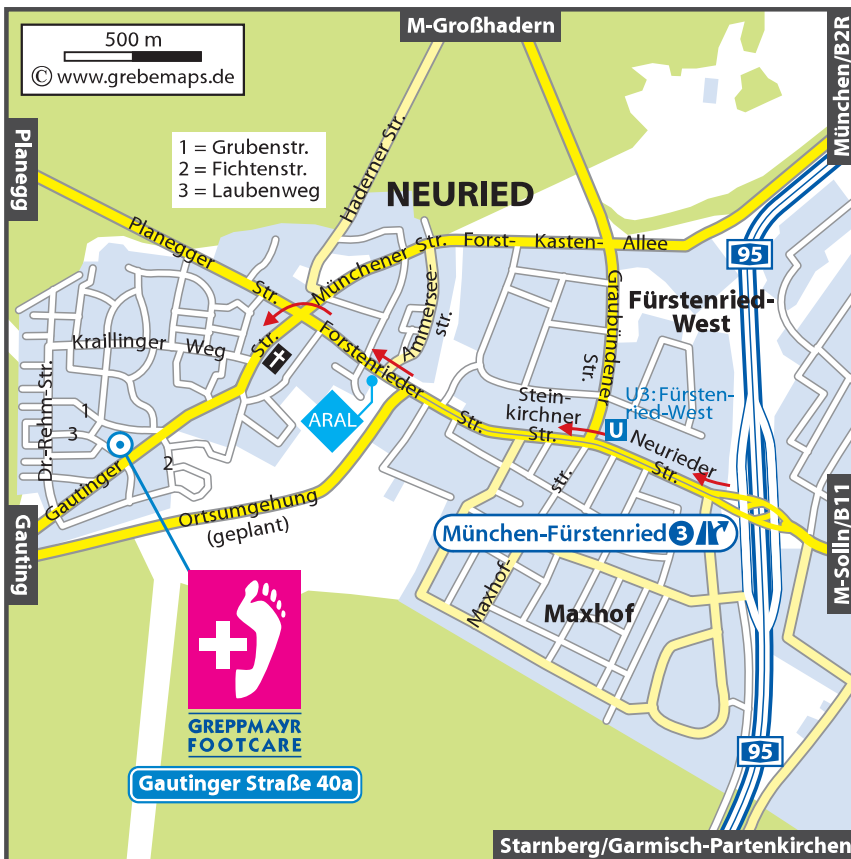 M-Großhadern
500 m
© www.grebemaps.de
München/B2R
Planegg
1 = Grubenstr.
2 = Fichtenstr.
3 = Laubenweg
Haderner Str.
NEURIED
Planegger
Str.
Münchener Str.
Forst- Kasten- Allee
95
Ammersee-
str.
Graubündener
Str.
Fürstenried-
West
Kraillinger Weg
Str.
Forstenrieder
Str.
Dr.-Rehm-Str.
1
3
2
ARAL
Stein-
kirchner
Str.
U3: Fürsten-
ried-West
U
Neurieder
Str.
Gautinger
Ortsumgehung
(geplant)
Gauting
München-Fürstenried 3
M-Solln/B11
Maxhof-
str.
Maxhof
GREPPMAYR
FOOTCARE
Gautinger Straße 40a
95
Starnberg/Garmisch-Partenkirchen